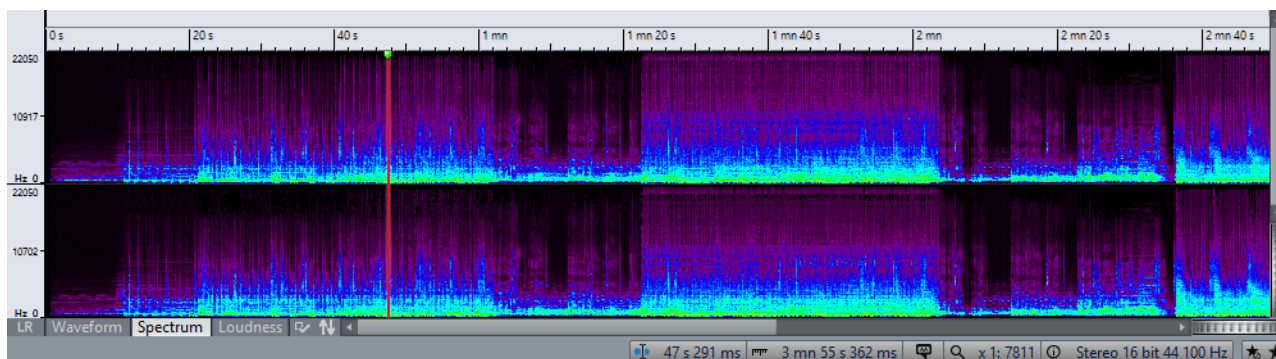 0 s 20 s 40 s 1 mn 1 mn 20 s 1 mn 40 s 2 mn 2 mn 20 s 2 mn 40 s
22050
10917
Hz 0
22050
10702
Hz 0
LR Waveform Spectrum Loudness
47 s 291 ms 3 mn 55 s 362 ms x 1: 7811 Stereo 16 bit 44 100 Hz